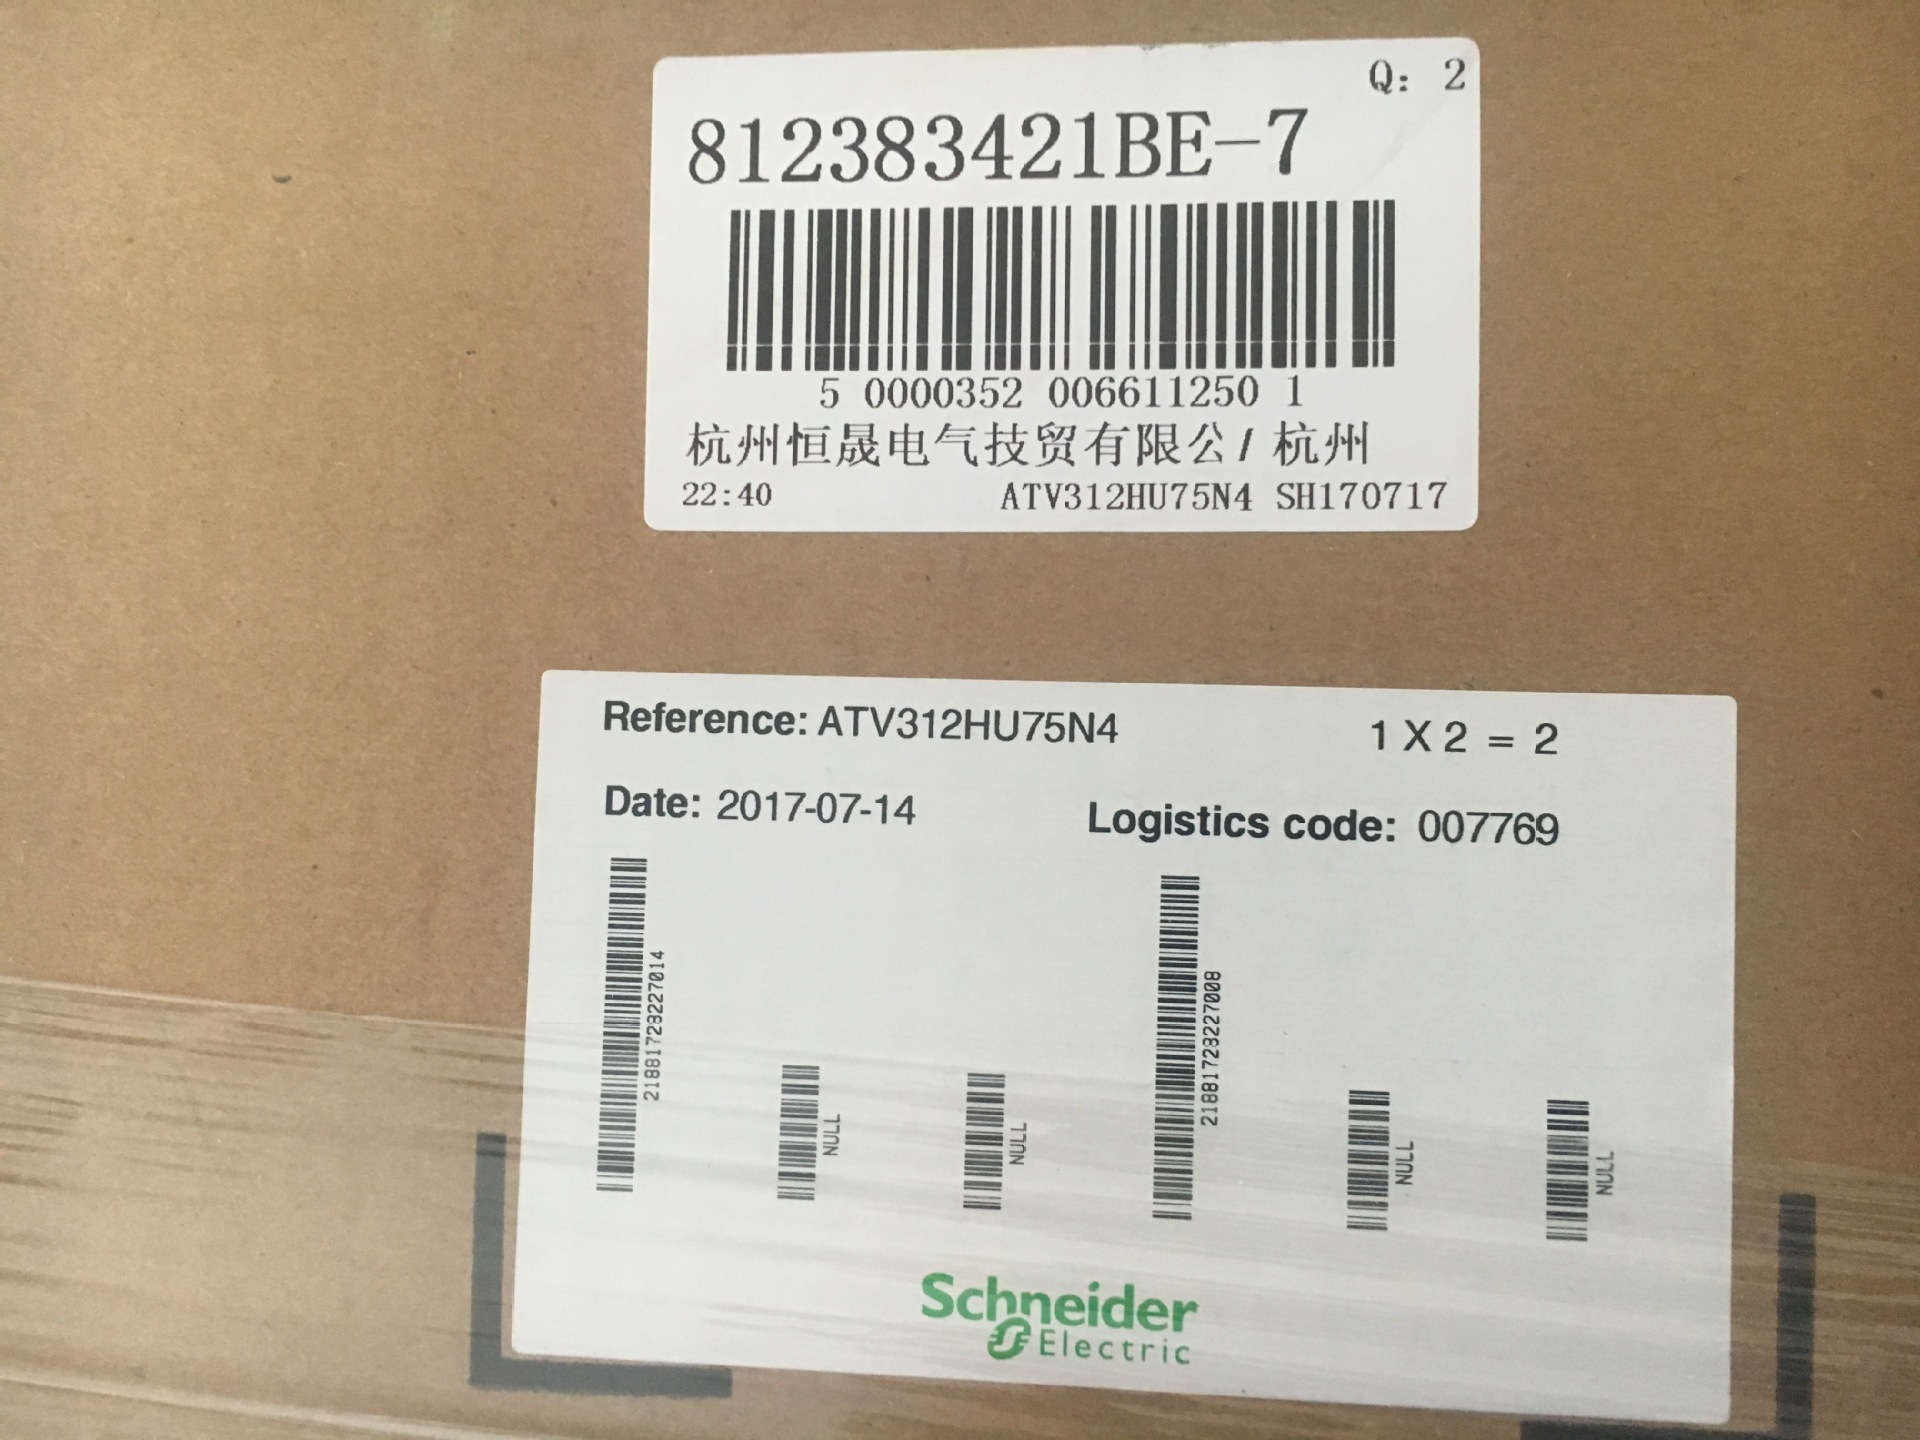 Q: 2
812383421BE-7
5 0000352 006611250 1
杭州恒晟电气技贸有限公/ 杭州
22:40 ATV312HU75N4 SH170717
Reference: ATV312HU75N4 1 X 2 = 2
Date: 2017-07-14 Logistics code: 007769
21881723227014
NULL
NULL
21881723227008
NULL
NULL
Schneider
Electric